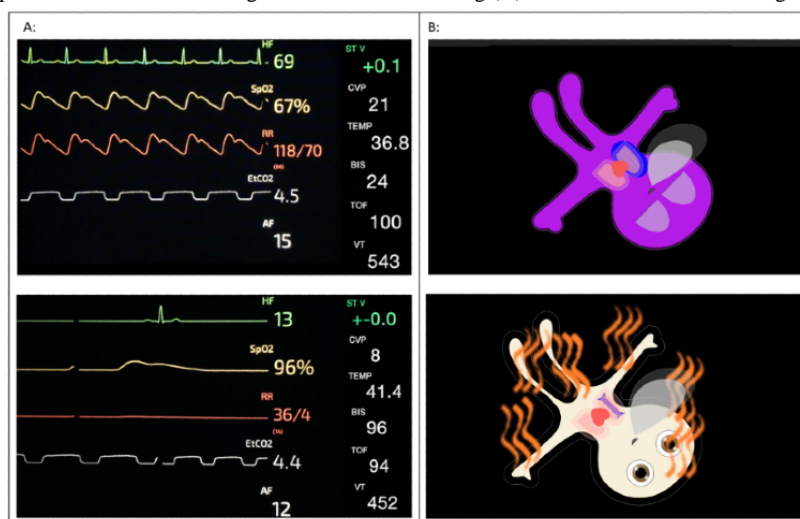 A:
B:
HF
69
ST V
+0.1
SpO2
67%
CVP
21
RR
118/70
TEMP
36.8
BIS
24
EtCO2
4.5
TOF
100
AF
15
VT
543
HF
13
ST V
+-0.0
SpO2
96%
CVP
8
RR
36/4
TEMP
41.4
BIS
96
EtCO2
4.4
TOF
94
AF
12
VT
452